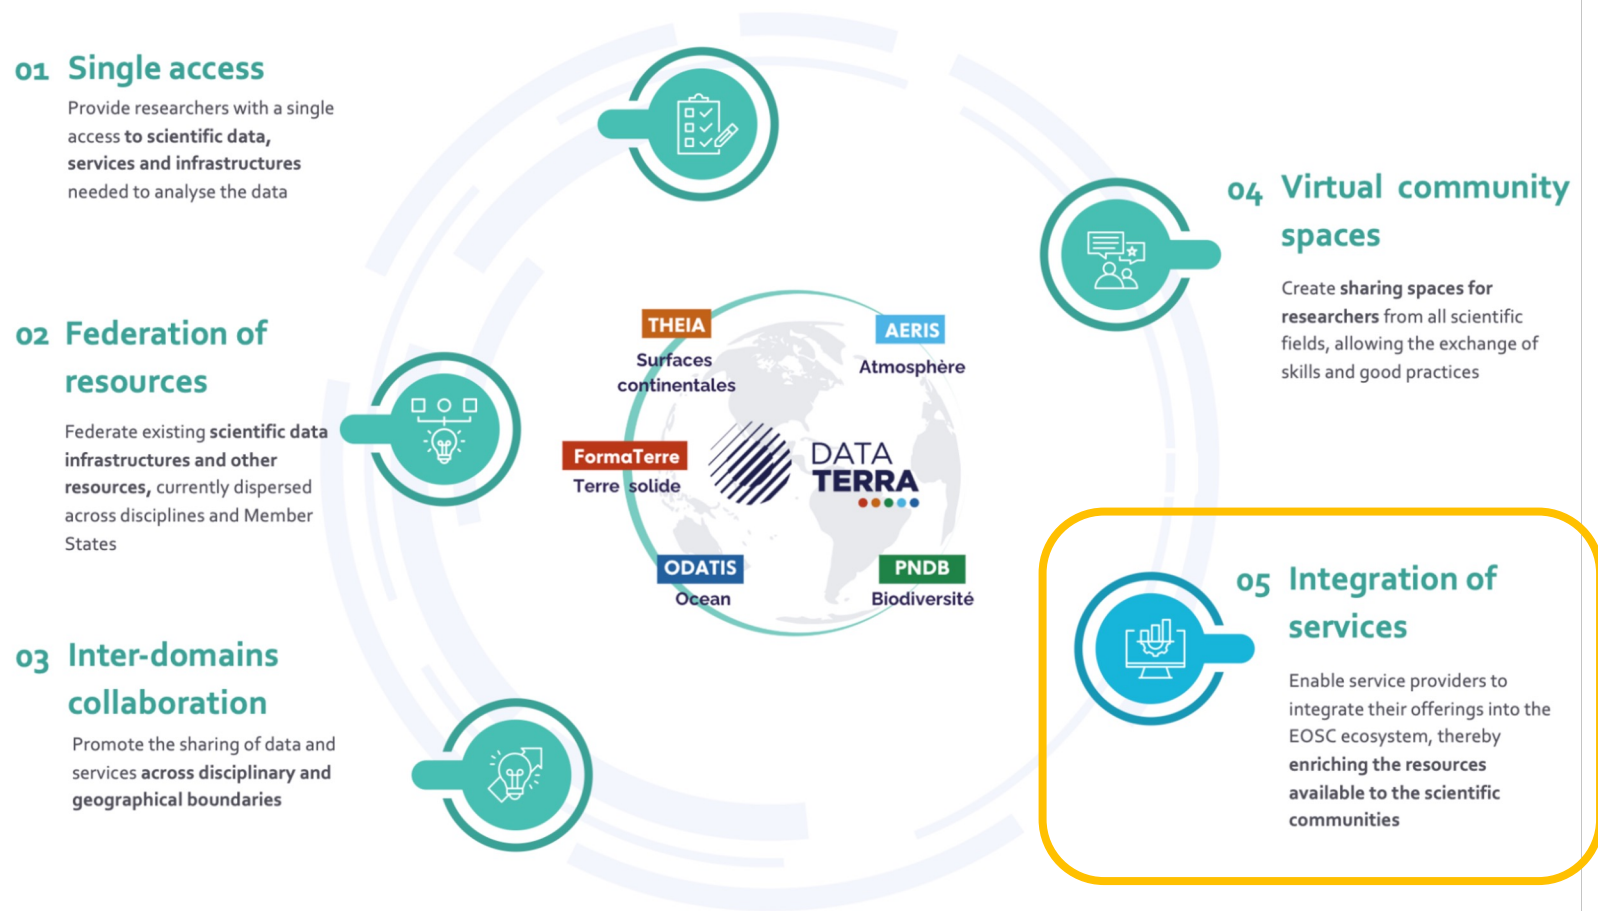 01 Single access
Provide researchers with a single
access to scientific data,
services and infrastructures
needed to analyse the data
02 Federation of
resources
Federate existing scientific data
infrastructures and other
resources, currently dispersed
across disciplines and Member
States
03 Inter-domains
collaboration
Promote the sharing of data and
services across disciplinary and
geographical boundaries
THEIA
Surfaces
continentales
AERIS
Atmosphère
FormaTerre
Terre solide
DATA
TERRA
ODATIS
Ocean
PNDB
Biodiversité
04 Virtual community
spaces
Create sharing spaces for
researchers from all scientific
fields, allowing the exchange of
skills and good practices
05 Integration of
services
Enable service providers to
integrate their offerings into the
EOSC ecosystem, thereby
enriching the resources
available to the scientific
communities